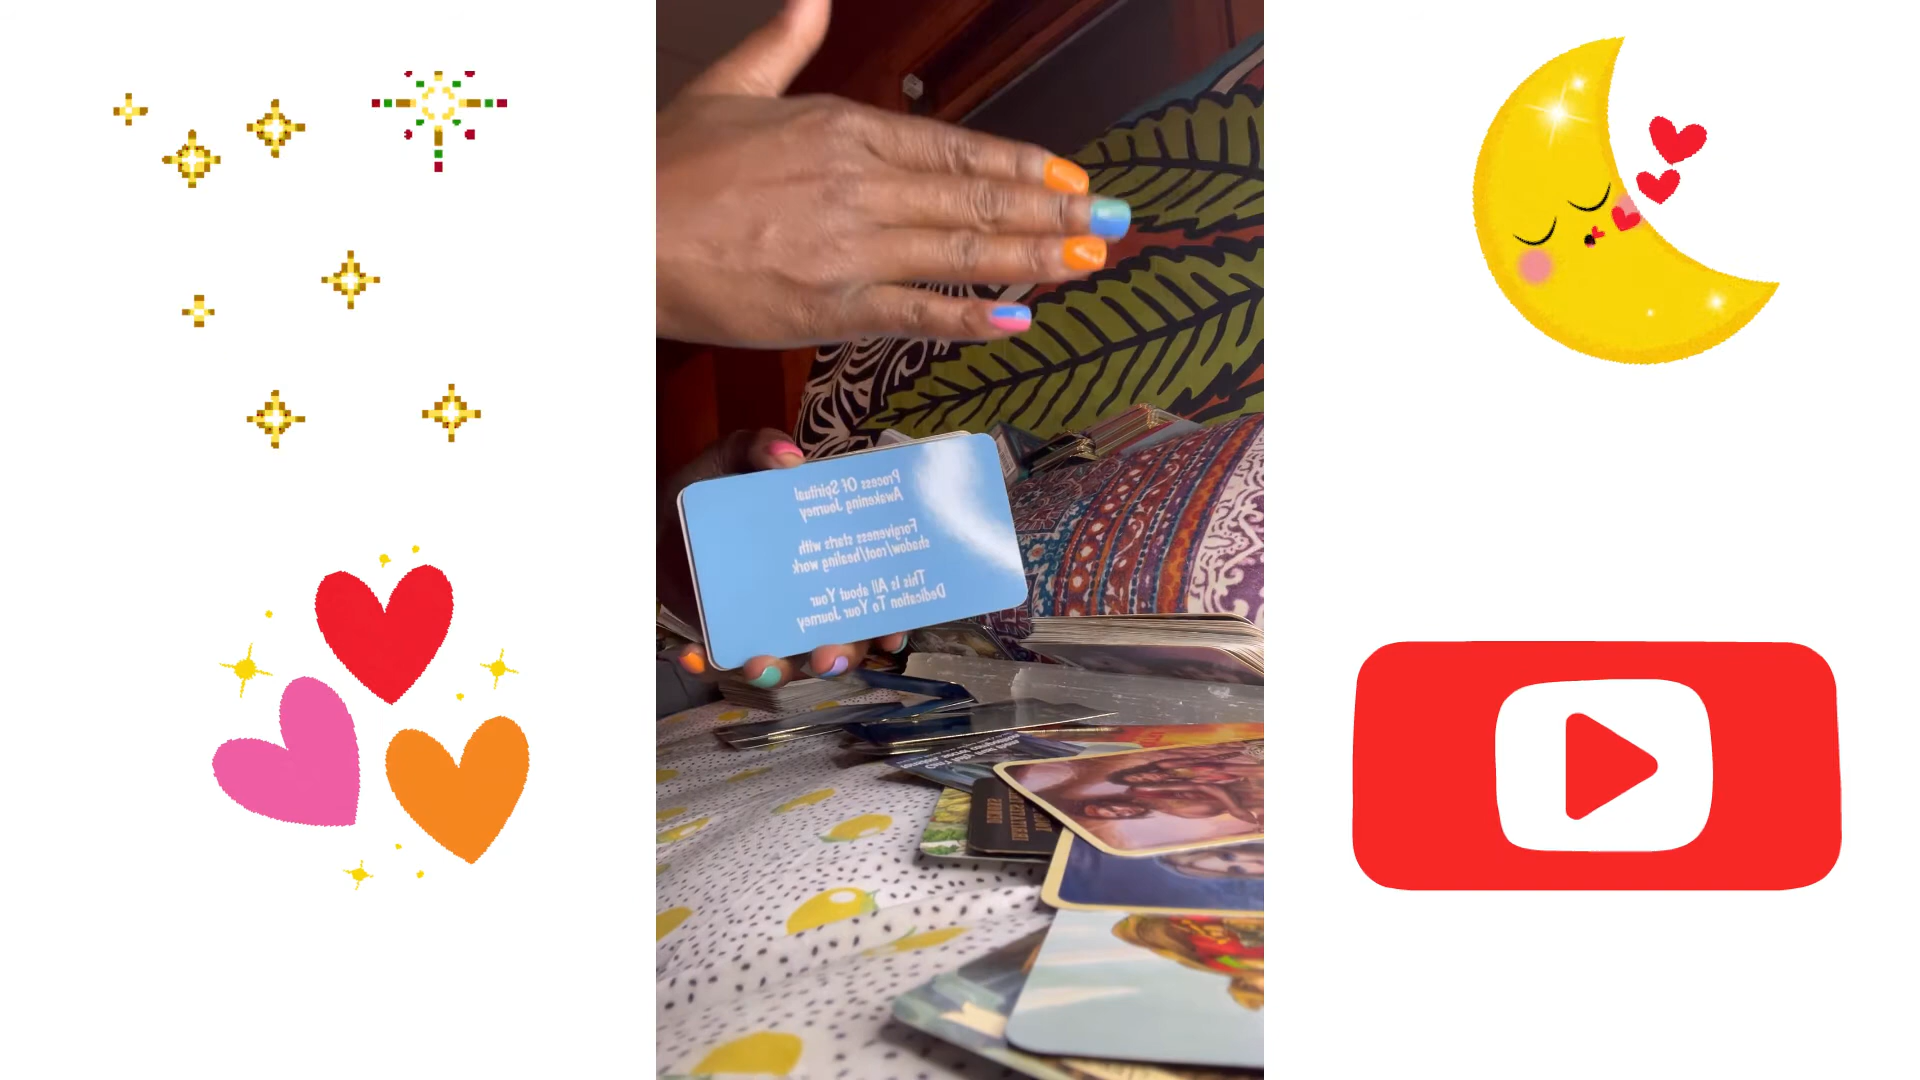 Process Of Spiritual
Awakening Journey
Forgiveness starts with
shadow/root/healing work
This Is All about Your
Dedication To Your Journey